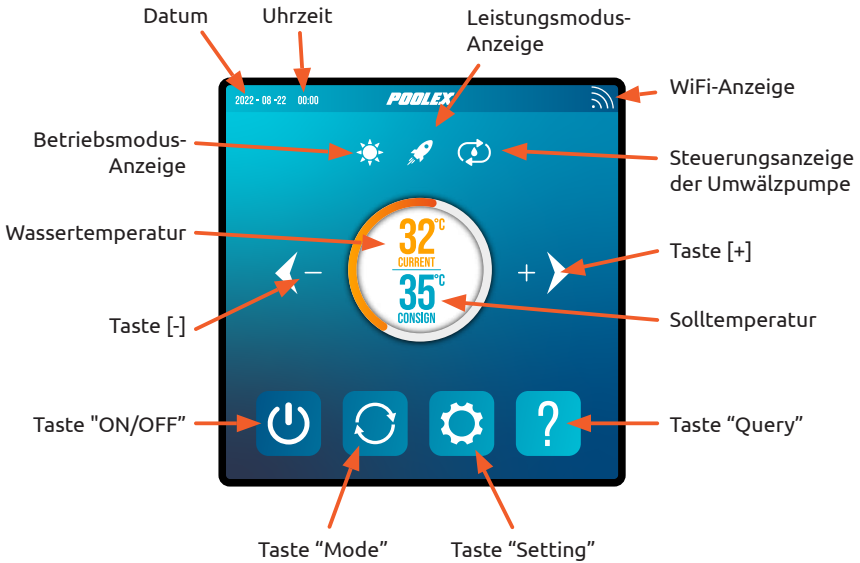 Datum
Uhrzeit
Leistungsmodus-
Anzeige
WiFi-Anzeige
2022 - 08 -22 00:00
POOLEX
Betriebsmodus-
Anzeige
Steuerungsanzeige
der Umwälzpumpe
Wassertemperatur
32°C
CURRENT
35°C
CONSIGN
Taste [+]
−
+
Taste [-]
Solltemperatur
Taste "ON/OFF”
?
Taste “Query”
Taste “Mode”
Taste “Setting”